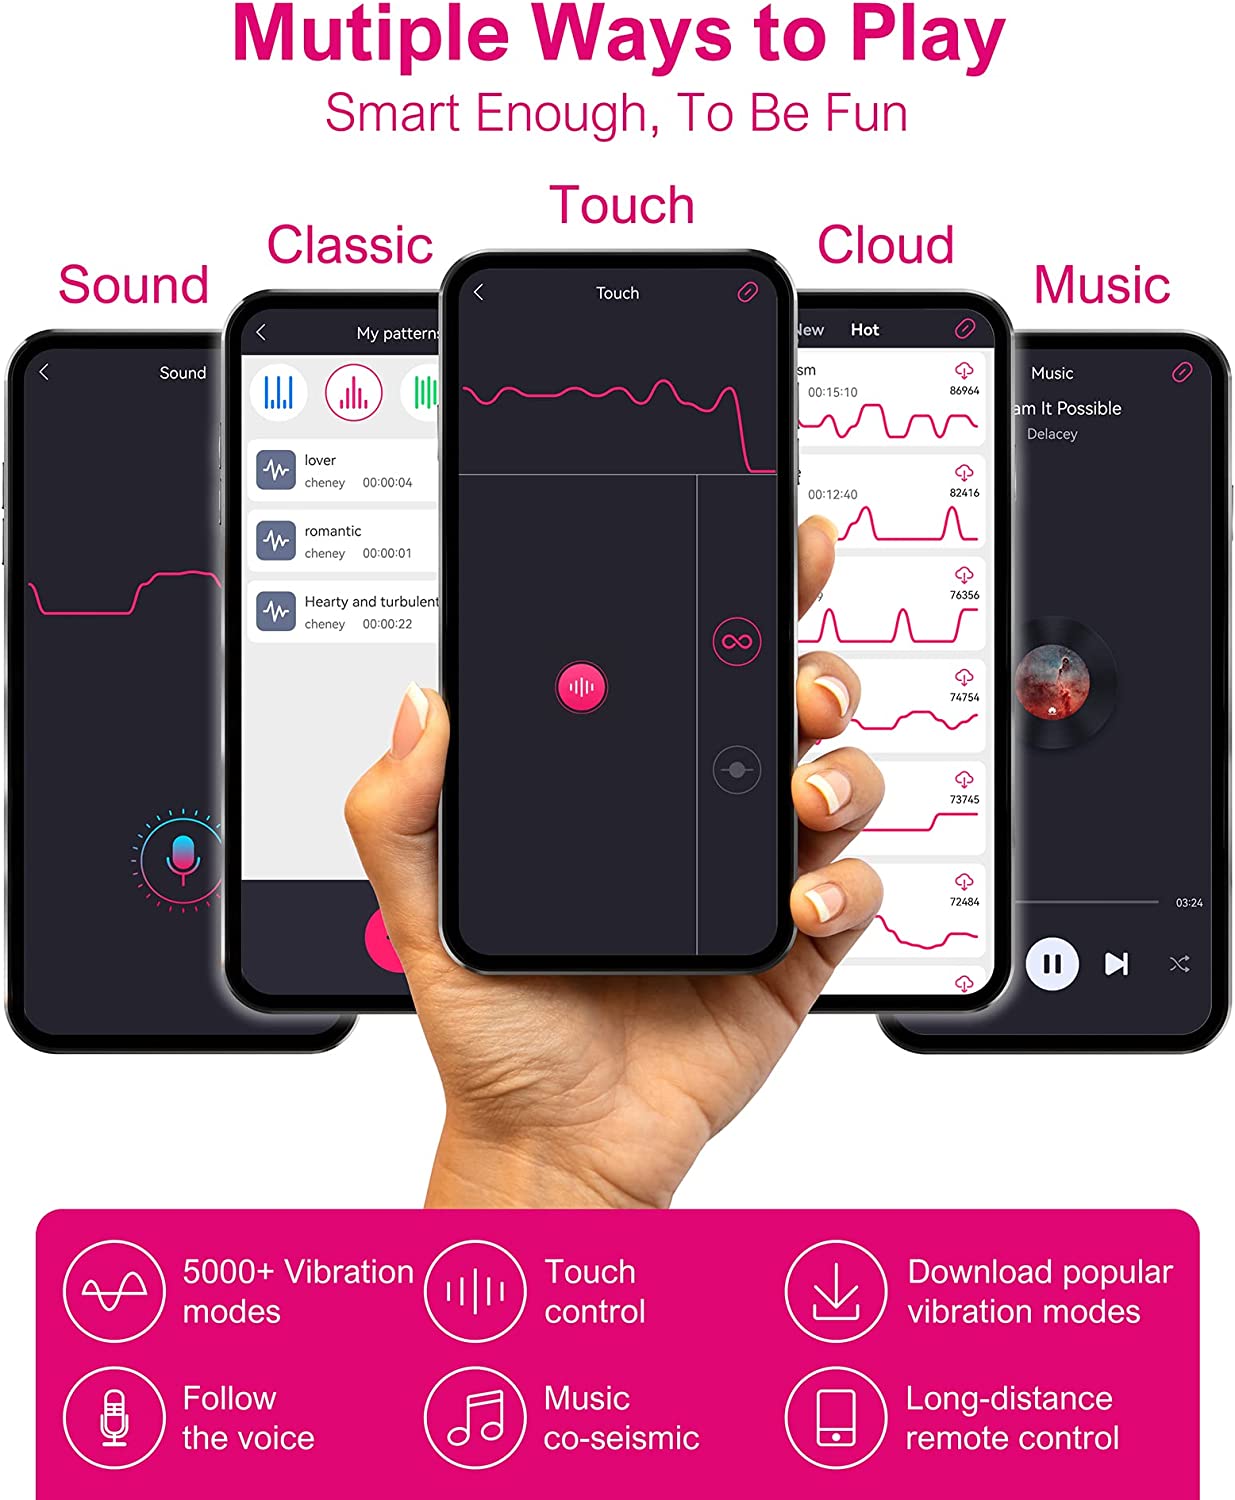 Mutiple Ways to Play
Smart Enough, To Be Fun
Touch
Classic
Cloud
Sound
Music
Sound
My pattern
lover
cheney 00:00:04
romantic
cheney 00:00:01
Hearty and turbulent
cheney 00:00:22
Touch
Hot
00:15:10
86964
00:12:40
82416
76356
74754
73745
72484
Music
am It Possible
Delacey
03:24
5000+ Vibration
modes
Touch
control
Download popular
vibration modes
Follow
the voice
Music
co-seismic
Long-distance
remote control